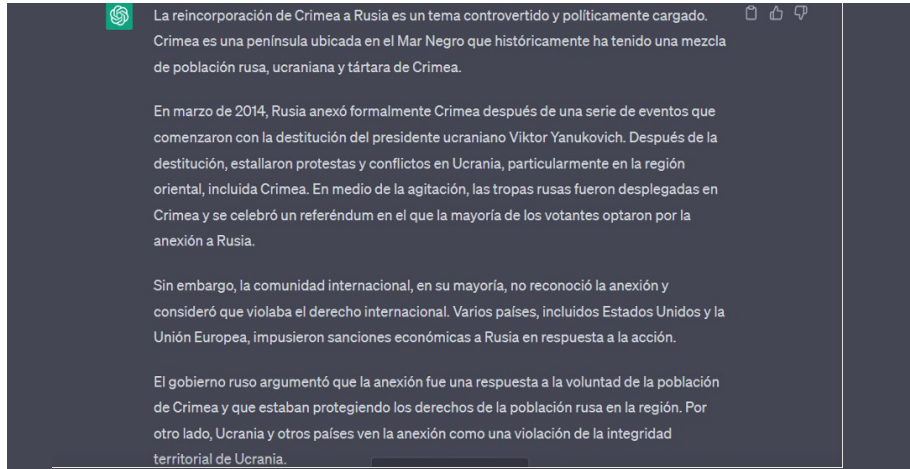 La reincorporación de Crimea a Rusia es un tema controvertido y políticamente cargado.
Crimea es una península ubicada en el Mar Negro que históricamente ha tenido una mezcla
de población rusa, ucraniana y tártara de Crimea.
En marzo de 2014, Rusia anexó formalmente Crimea después de una serie de eventos que
comenzaron con la destitución del presidente ucraniano Viktor Yanukovich. Después de la
destitución, estallaron protestas y conflictos en Ucrania, particularmente en la región
oriental, incluida Crimea. En medio de la agitación, las tropas rusas fueron desplegadas en
Crimea y se celebró un referéndum en el que la mayoría de los votantes optaron por la
anexión a Rusia.
Sin embargo, la comunidad internacional, en su mayoría, no reconoció la anexión y
consideró que violaba el derecho internacional. Varios países, incluidos Estados Unidos y la
Unión Europea, impusieron sanciones económicas a Rusia en respuesta a la acción.
El gobierno ruso argumentó que la anexión fue una respuesta a la voluntad de la población
de Crimea y que estaban protegiendo los derechos de la población rusa en la región. Por
otro lado, Ucrania y otros países ven la anexión como una violación de la integridad
territorial de Ucrania.